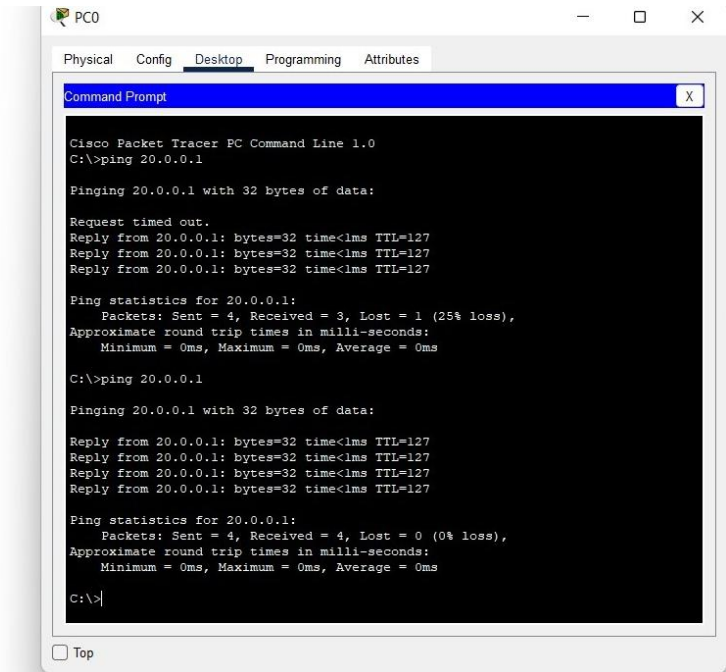 PC0
Physical Config Desktop Programming Attributes
Command Prompt
X
Cisco Packet Tracer PC Command Line 1.0
C:\>ping 20.0.0.1
Pinging 20.0.0.1 with 32 bytes of data:
Request timed out.
Reply from 20.0.0.1: bytes=32 time<1ms TTL=127
Reply from 20.0.0.1: bytes=32 time<1ms TTL=127
Reply from 20.0.0.1: bytes=32 time<1ms TTL=127
Ping statistics for 20.0.0.1:
Packets: Sent = 4, Received = 3, Lost = 1 (25% loss),
Approximate round trip times in milli-seconds:
Minimum = 0ms, Maximum = 0ms, Average = 0ms
C:\>ping 20.0.0.1
Pinging 20.0.0.1 with 32 bytes of data:
Reply from 20.0.0.1: bytes=32 time<1ms TTL=127
Reply from 20.0.0.1: bytes=32 time<1ms TTL=127
Reply from 20.0.0.1: bytes=32 time<1ms TTL=127
Reply from 20.0.0.1: bytes=32 time<1ms TTL=127
Ping statistics for 20.0.0.1:
Packets: Sent = 4, Received = 4, Lost = 0 (0% loss),
Approximate round trip times in milli-seconds:
Minimum = 0ms, Maximum = 0ms, Average = 0ms
C:\>
Top